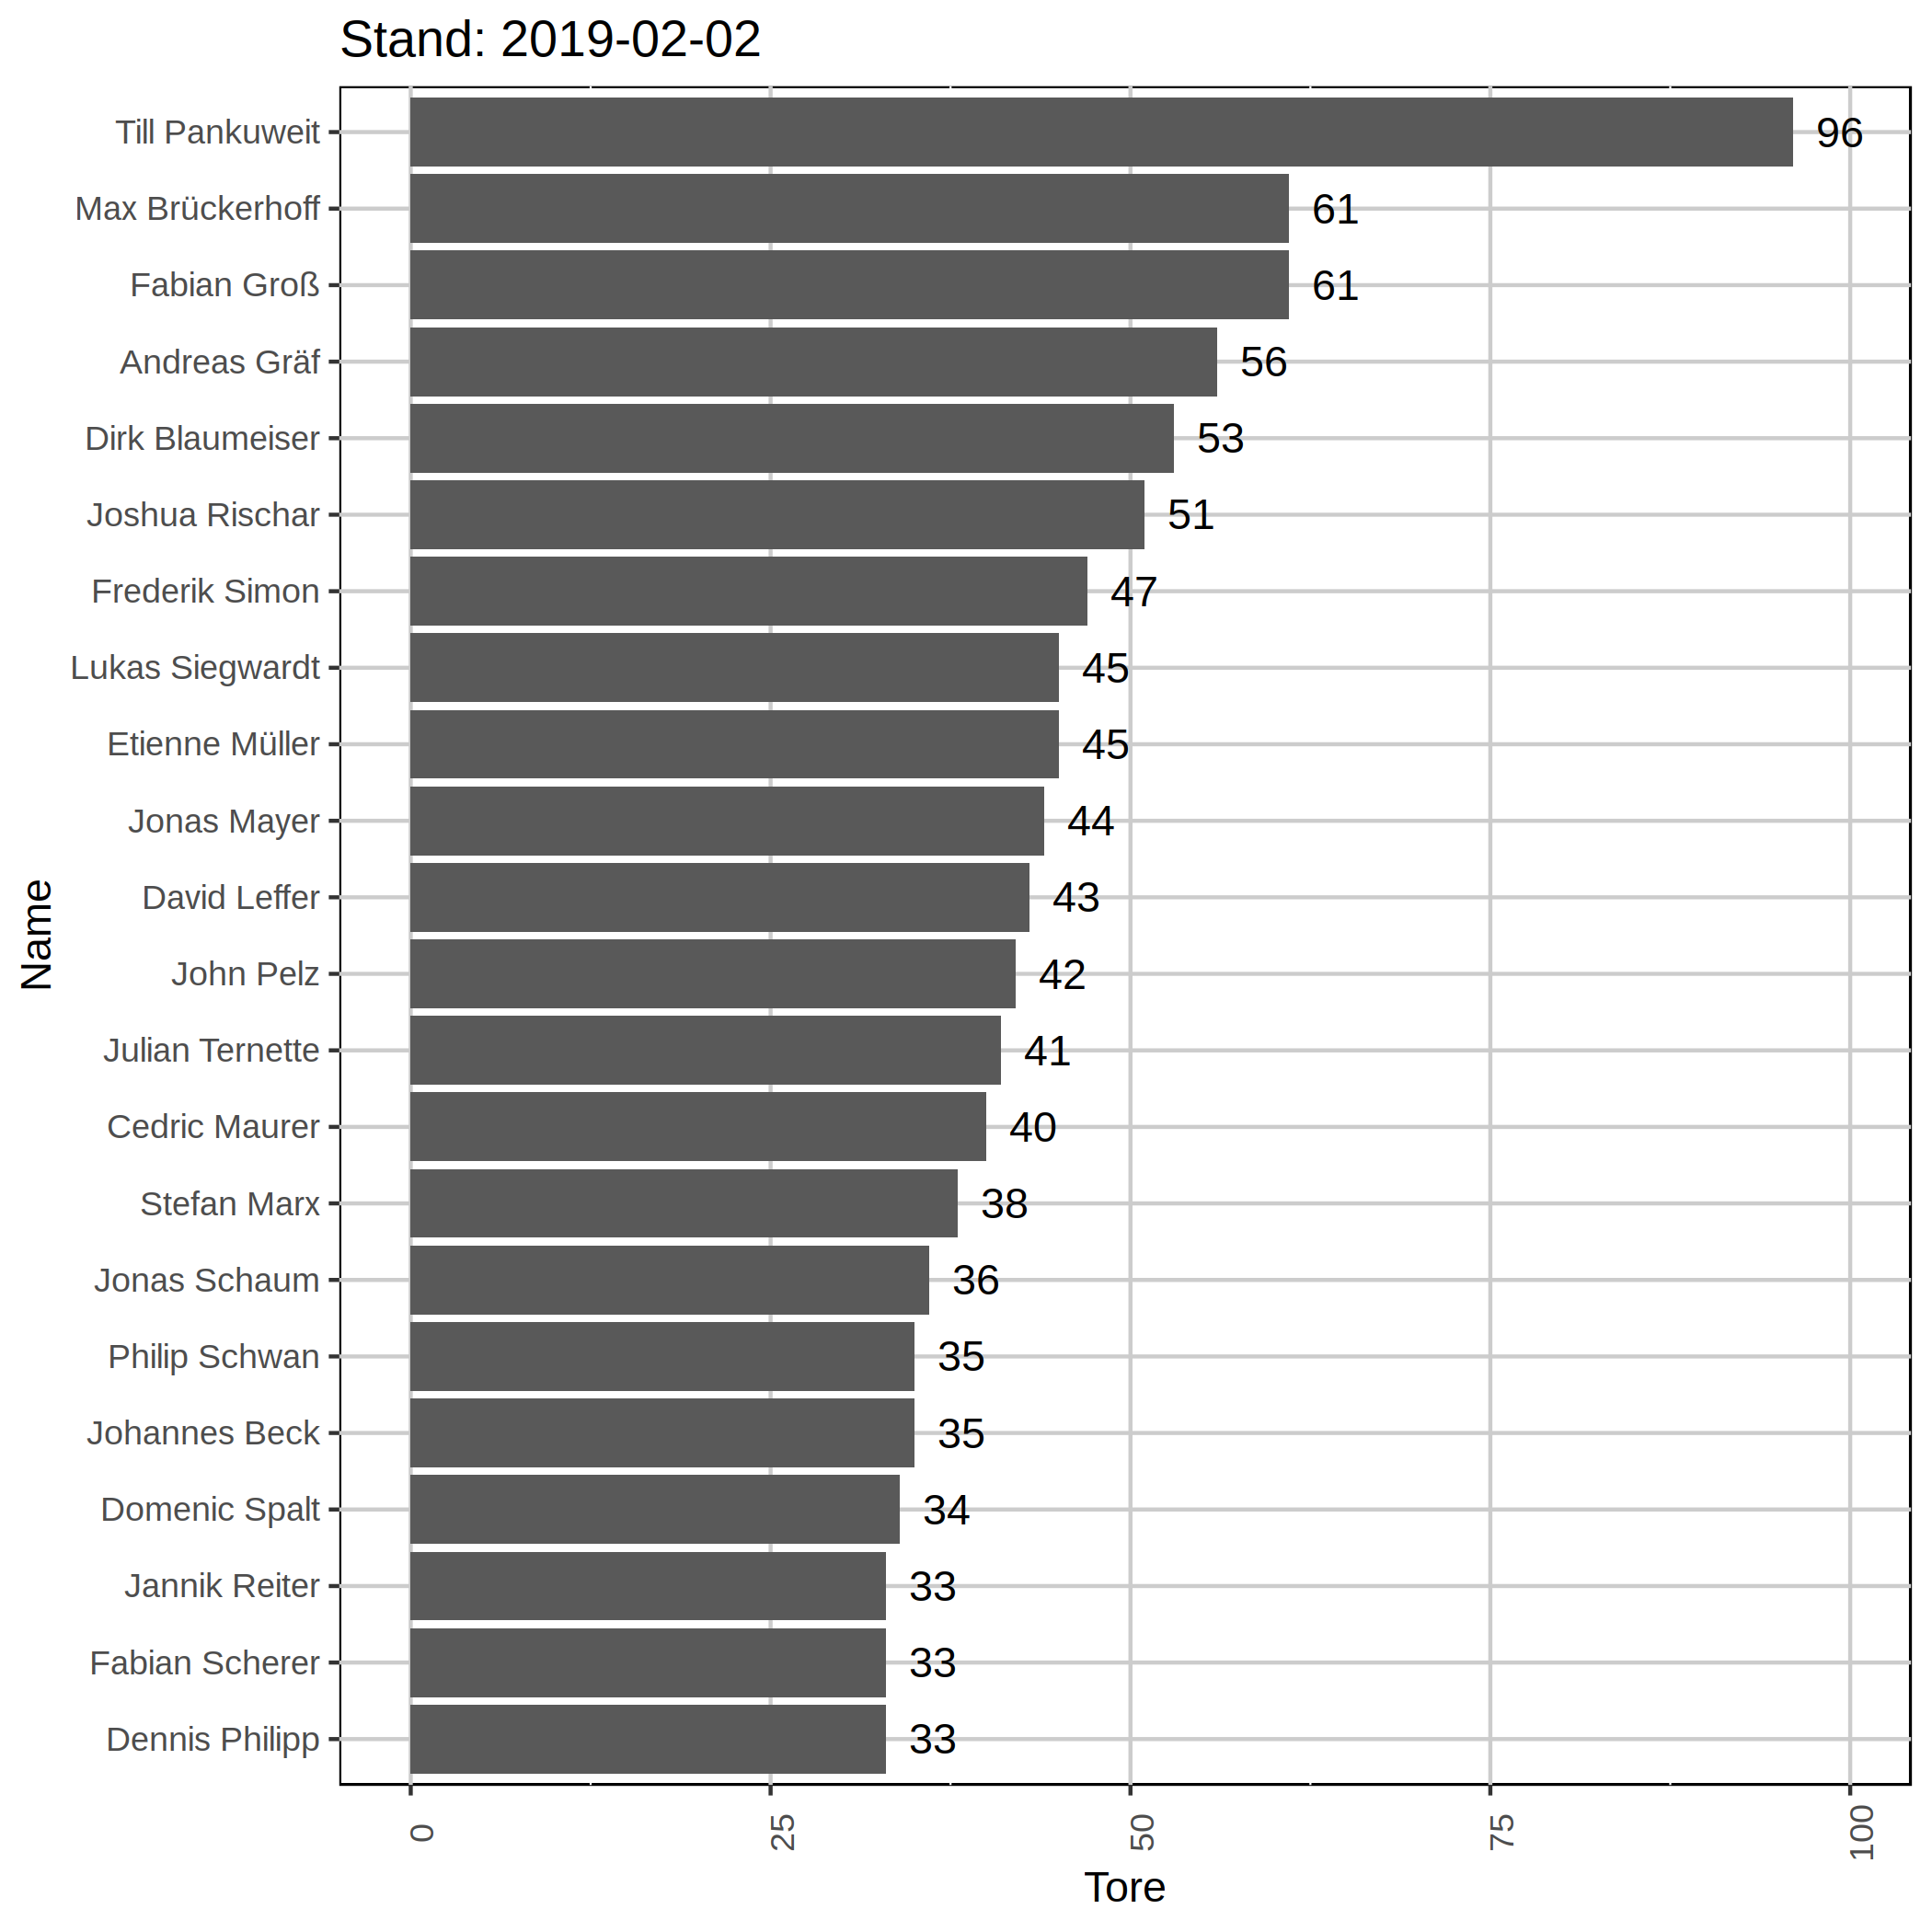 Stand: 2019-02-02
Till Pankuweit 96
Max Brückerhoff 61
Fabian Groß 61
Andreas Gräf 56
Dirk Blaumeiser 53
Joshua Rischar 51
Frederik Simon 47
Lukas Siegwardt 45
Etienne Müller 45
Jonas Mayer 44
David Leffer 43
John Pelz 42
Julian Ternette 41
Cedric Maurer 40
Stefan Marx 38
Jonas Schaum 36
Philip Schwan 35
Johannes Beck 35
Domenic Spalt 34
Jannik Reiter 33
Fabian Scherer 33
Dennis Philipp 33
Name
0 25 50 75 100
Tore